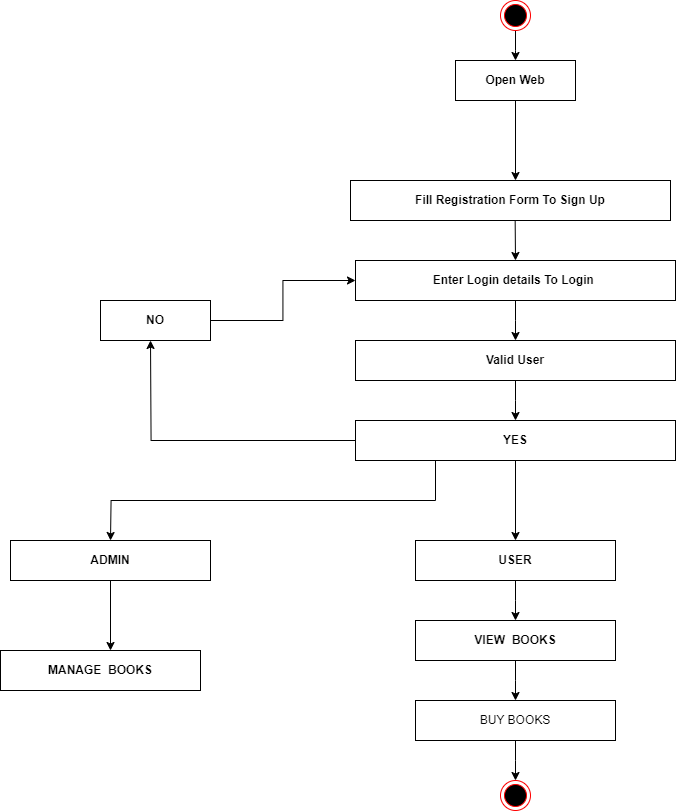 Open Web
Fill Registration Form To Sign Up
Enter Login details To Login
NO
Valid User
YES
ADMIN
USER
VIEW BOOKS
MANAGE BOOKS
BUY BOOKS